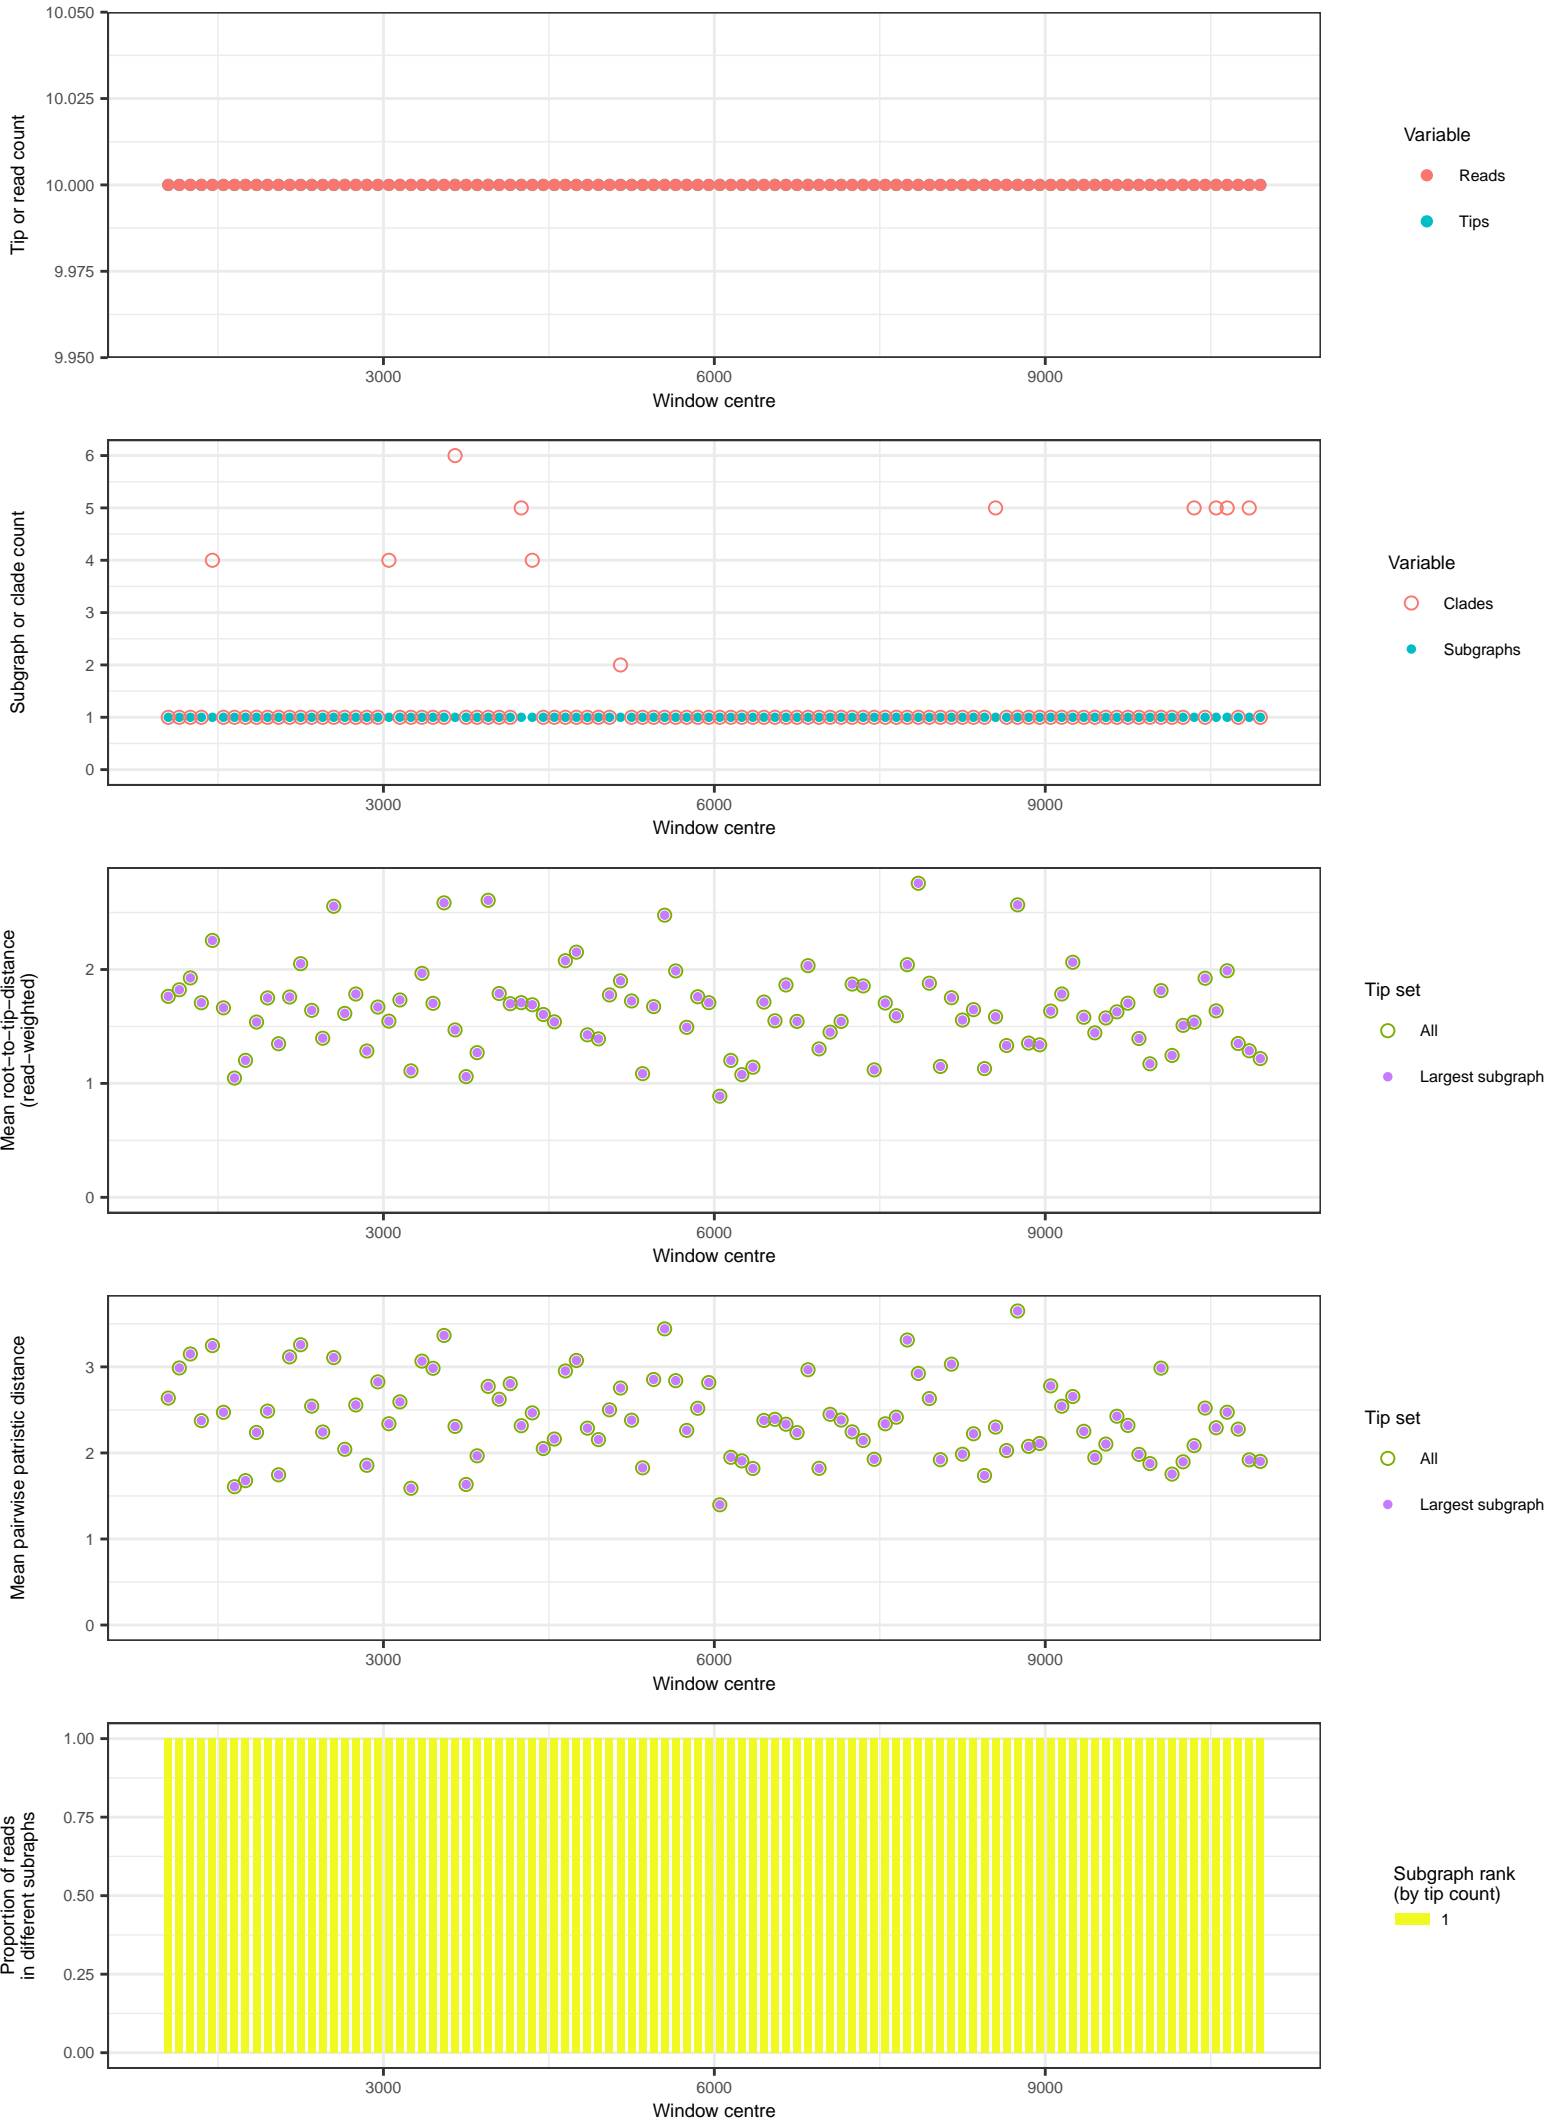 10.050
10.025
10.000
9.975
9.950
Tip or read count
3000
6000
9000
Window centre
Variable
Reads
Tips
6
5
4
3
2
1
0
Subgraph or clade count
3000
6000
9000
Window centre
Variable
Clades
Subgraphs
2
1
0
Mean root−to−tip−distance
(read−weighted)
3000
6000
9000
Window centre
Tip set
All
Largest subgraph
3
2
1
0
Mean pairwise patristic distance
3000
6000
9000
Window centre
Tip set
All
Largest subgraph
1.00
0.75
0.50
0.25
0.00
Proportion of reads
in different subraphs
3000
6000
9000
Window centre
Subgraph rank
(by tip count)
1